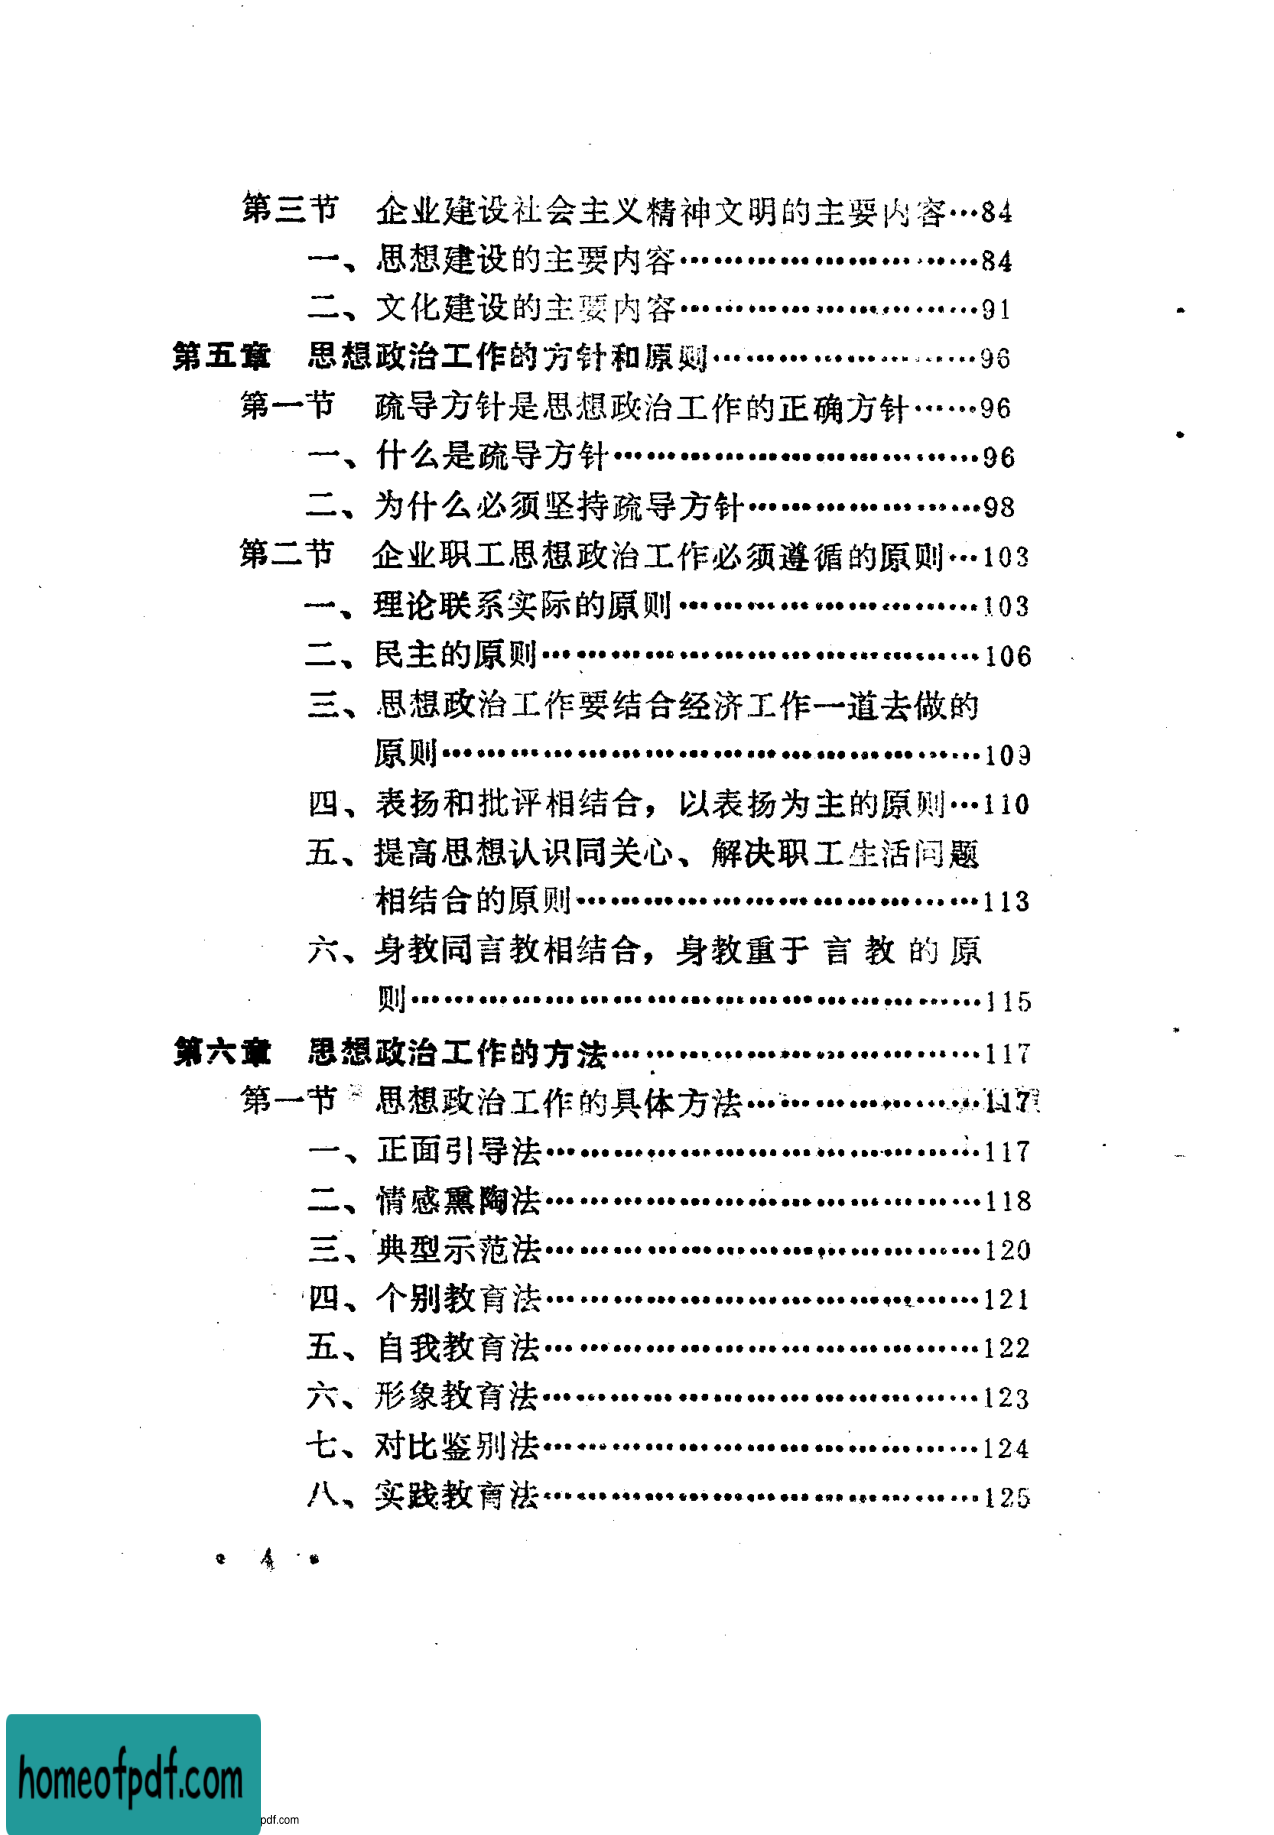 第三节　企业建设社会主义精神文明的主要内容…84
一、思想建设的主要内容…………………………84
二、文化建设的主要内容…………………………91
第五章　思想政治工作的方针和原则……………………96
第一节　疏导方针是思想政治工作的正确方针……96
一、什么是疏导方针………………………………96
二、为什么必须坚持疏导方针……………………98
第二节　企业职工思想政治工作必须遵循的原则…103
一、理论联系实际的原则…………………………103
二、民主的原则……………………………………106
三、思想政治工作要结合经济工作一道去做的
原则………………………………………………109
四、表扬和批评相结合，以表扬为主的原则…110
五、提高思想认识同关心、解决职工生活问题
相结合的原则……………………………………113
六、身教同言教相结合，身教重于言教的原
则…………………………………………………115
第六章　思想政治工作的方法……………………………117
第一节　思想政治工作的具体方法…………………117
一、正面引导法……………………………………117
二、情感熏陶法……………………………………118
三、典型示范法……………………………………120
四、个别教育法……………………………………121
五、自我教育法……………………………………122
六、形象教育法……………………………………123
七、对比鉴别法……………………………………124
八、实践教育法……………………………………125
• 4 •
homeofpdf.com
pdf.com